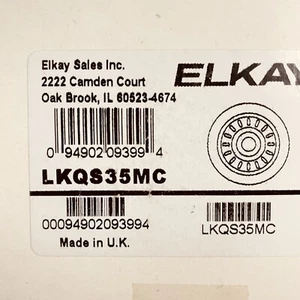 Elkay Sales Inc.
2222 Camden Court
Oak Brook, IL 60523-4674
ELKAY
0 94902 09399 4
LKQS35MC
00094902093994
LKQS35MC
Made in U.K.